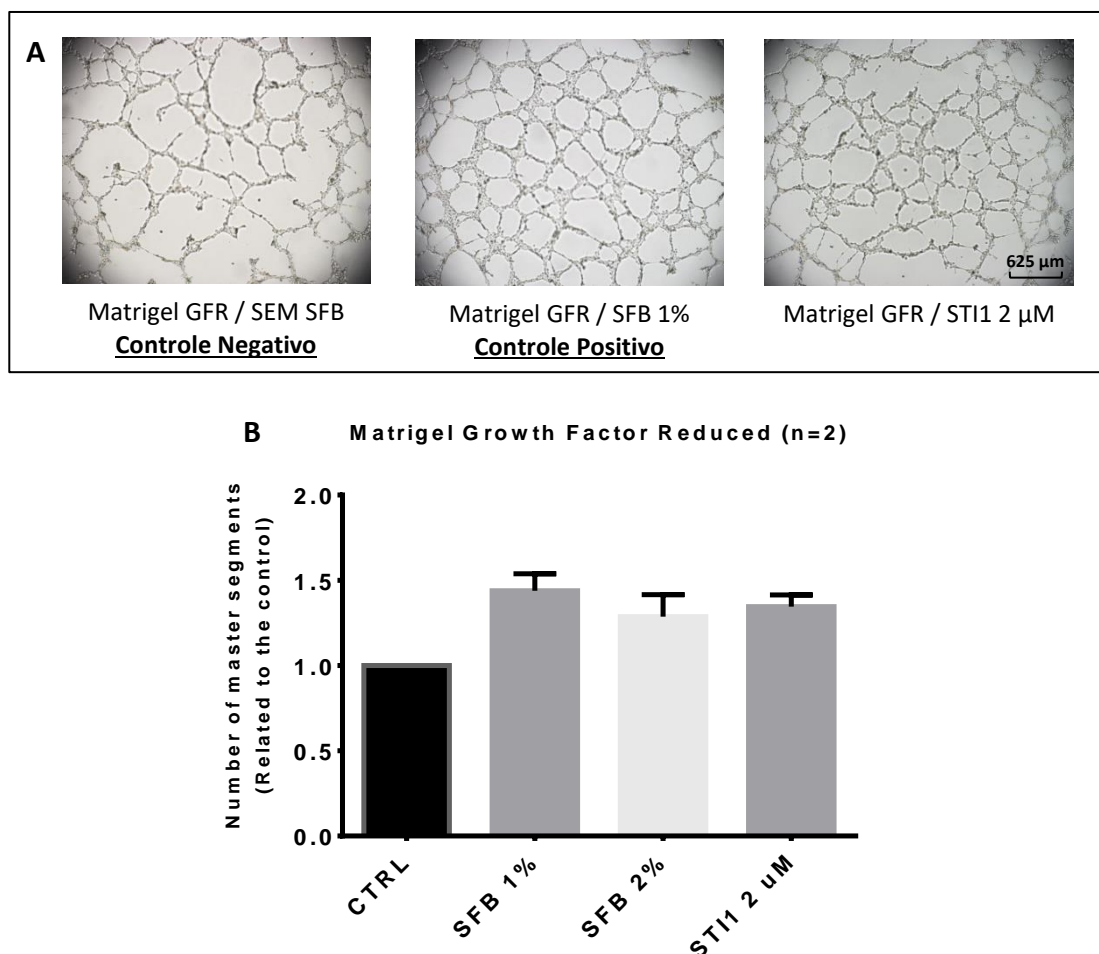 A
625 µm
Matrigel GFR / SEM SFB
Controle Negativo
Matrigel GFR / SFB 1%
Controle Positivo
Matrigel GFR / STI1 2 µM
B
Matrigel Growth Factor Reduced (n=2)
Number of master segments
(Related to the control)
2.0
1.5
1.0
0.5
0.0
CTRL
SFB 1%
SFB 2%
STI1 2 uM